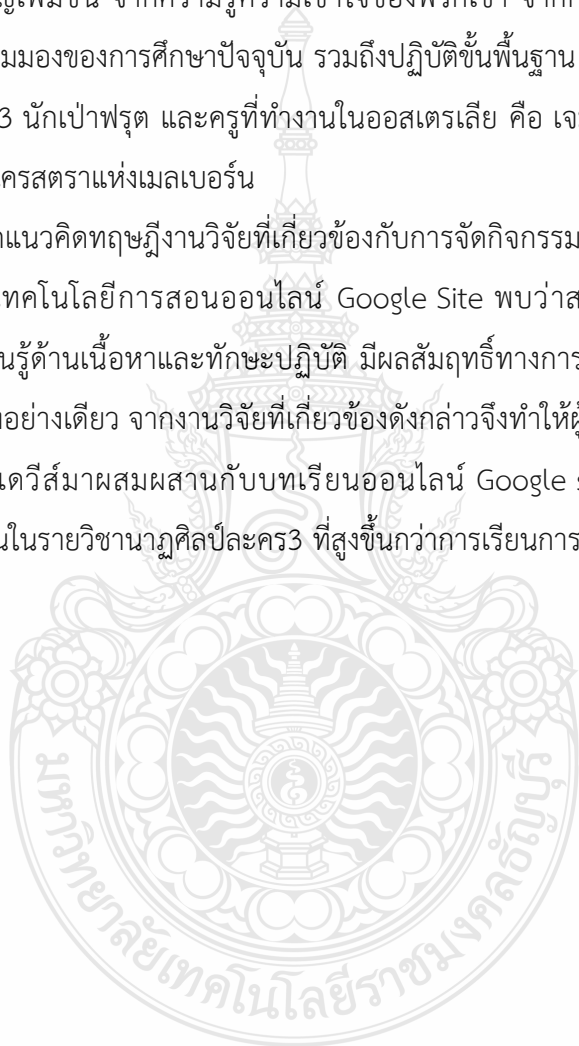 ญเพิ่มขึ้น จากความรู้ความเข้าใจของพวกเขา จากก
มมองของการศึกษาปัจจุบัน รวมถึงปฏิบัติขั้นพื้นฐาน
3 นักเป่าฟรุต และครูที่ทำงานในออสเตรเลีย คือ เจ
เครสตราแห่งเมลเบอร์น
แนวคิดทฤษฎีงานวิจัยที่เกี่ยวข้องกับการจัดกิจกรรม
เทคโนโลยีการสอนออนไลน์ Google Site พบว่าส
นรู้ด้านเนื้อหาและทักษะปฏิบัติ มีผลสัมฤทธิ์ทางการ
อย่างเดียว จากงานวิจัยที่เกี่ยวข้องดังกล่าวจึงทำให้ผู้
เดวีส์มาผสมผสานกับบทเรียนออนไลน์ Google s
นในรายวิชานาฏศิลป์ละคร3 ที่สูงขึ้นกว่าการเรียนการ
มหาวิทยาลัยเทคโนโลยีราชมงคลธัญบุรี